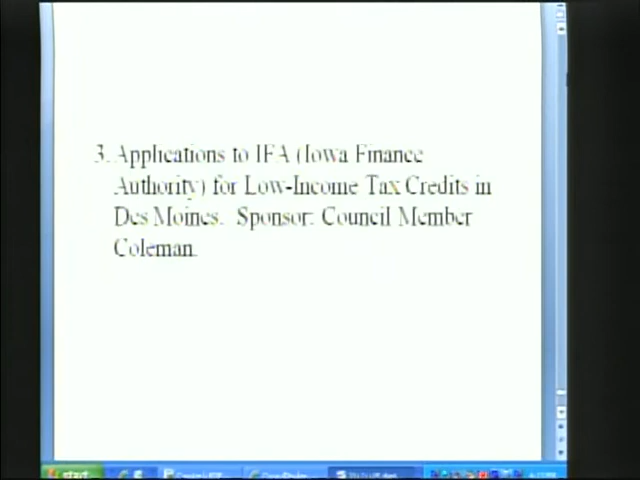 3. Applications to IFA (Iowa Finance
Authority) for Low-Income Tax Credits in
Des Moines. Sponsor: Council Member
Coleman.
start